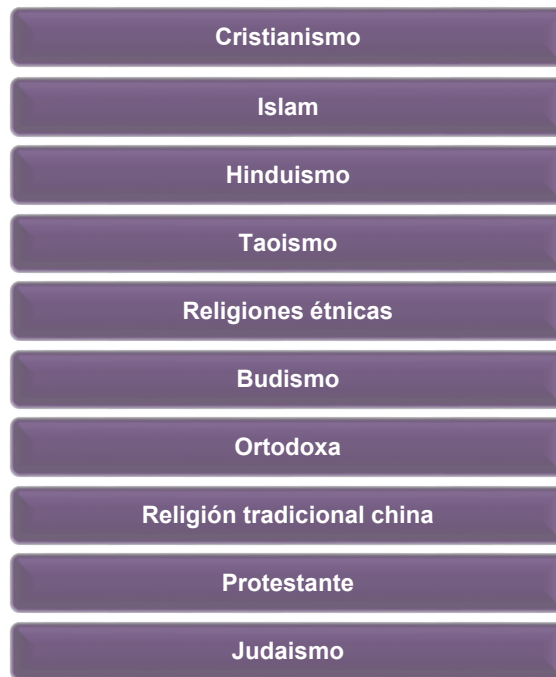 Cristianismo
Islam
Hinduismo
Taoismo
Religiones étnicas
Budismo
Ortodoxa
Religión tradicional china
Protestante
Judaismo